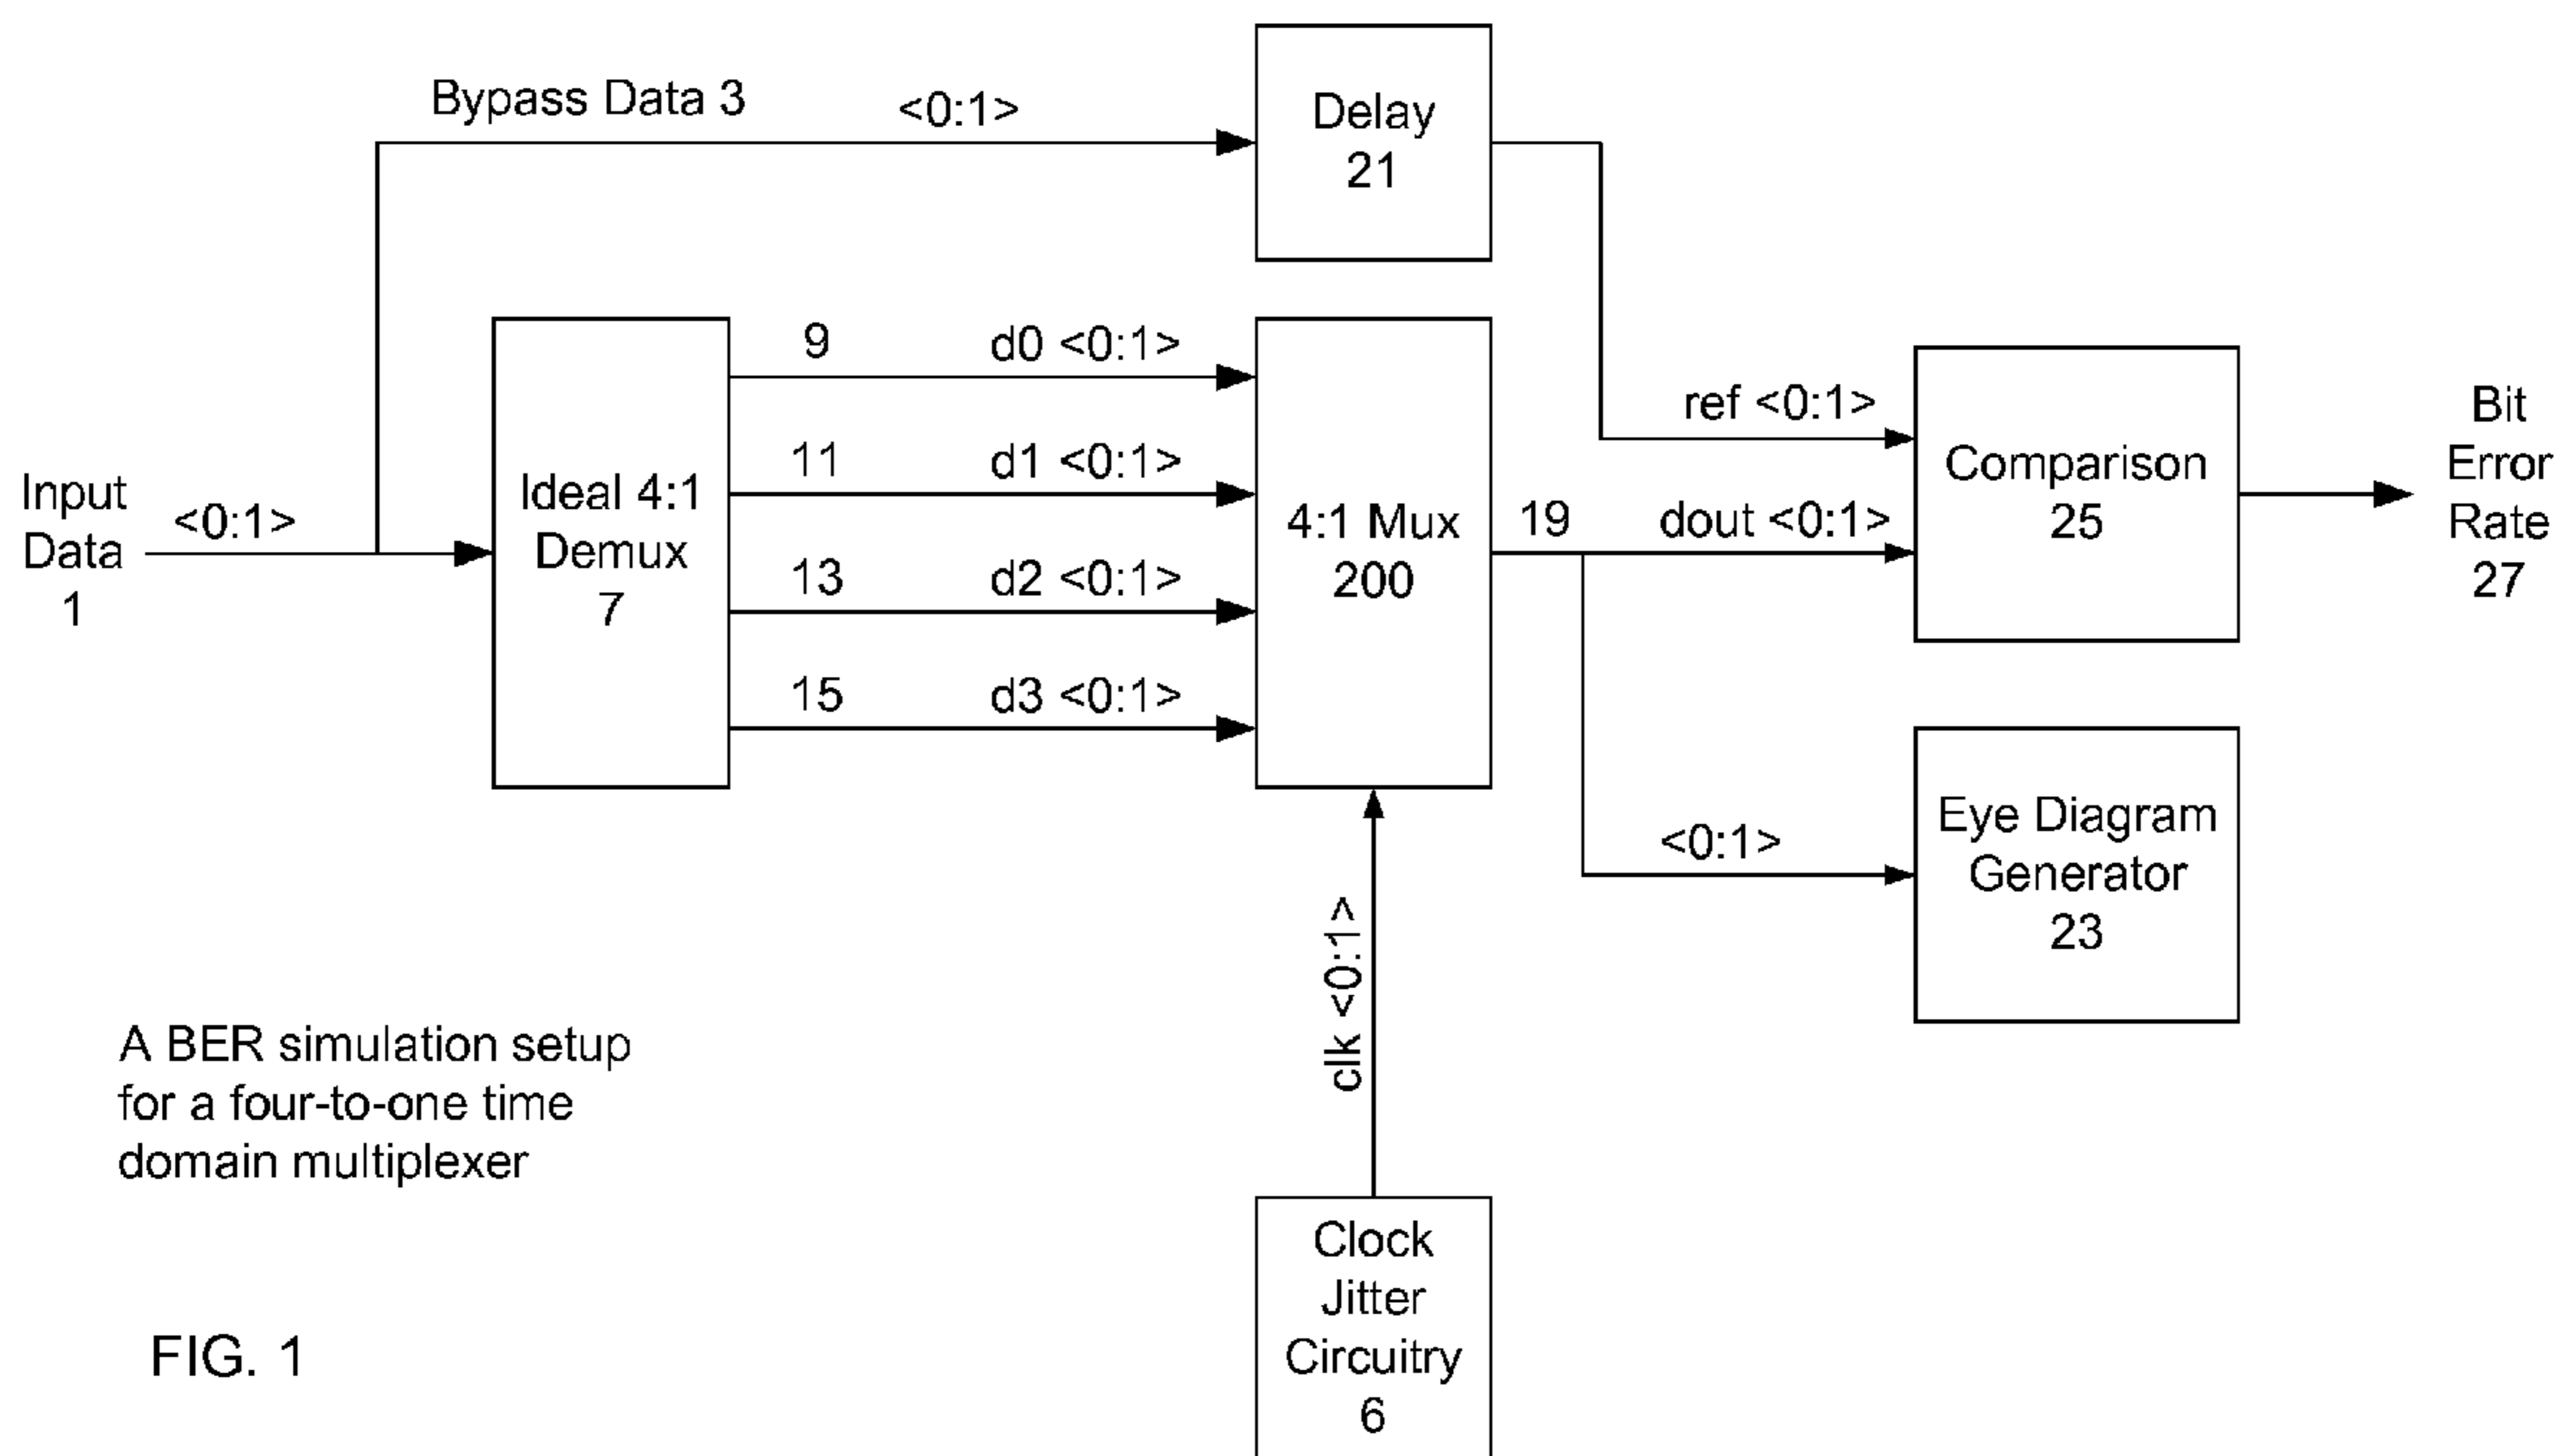 Bypass Data 3
<0:1>
Delay
21
Input
Data
1
<0:1>
Ideal 4:1
Demux
7
9
d0 <0:1>
11
d1 <0:1>
13
d2 <0:1>
15
d3 <0:1>
4:1 Mux
200
19
ref <0:1>
dout <0:1>
Comparison
25
Bit
Error
Rate
27
<0:1>
Eye Diagram
Generator
23
clk <0:1>
Clock
Jitter
Circuitry
6
A BER simulation setup
for a four-to-one time
domain multiplexer
FIG. 1